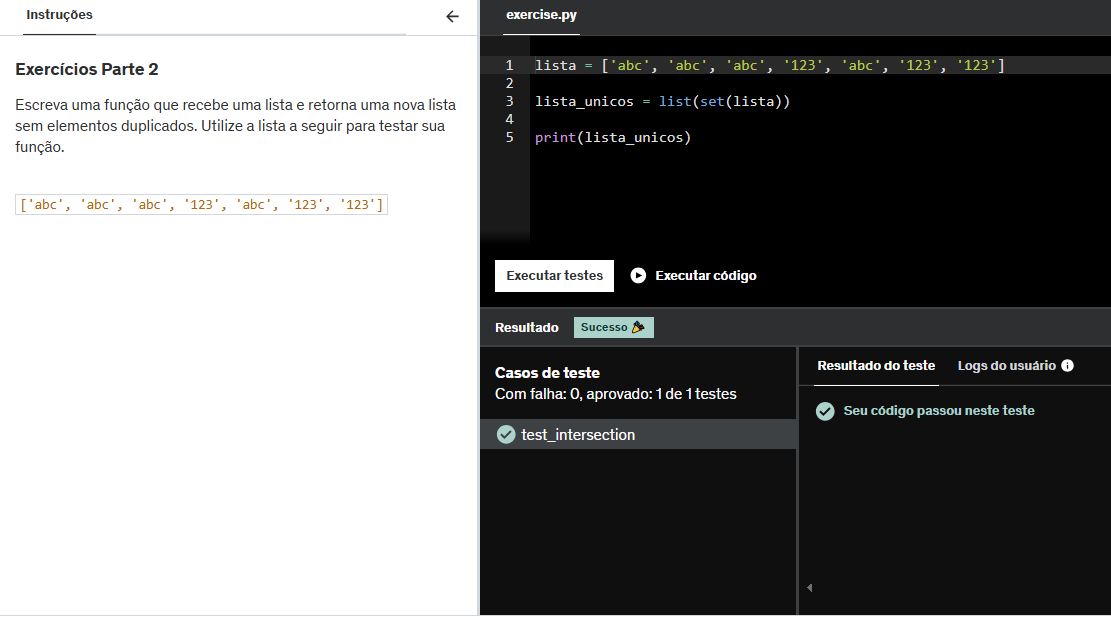 Instruções
Exercícios Parte 2
Escreva uma função que recebe uma lista e retorna uma nova lista
sem elementos duplicados. Utilize a lista a seguir para testar sua
função.
['abc', 'abc', 'abc', '123', 'abc', '123', '123']
exercise.py
1 lista = ['abc', 'abc', 'abc', '123', 'abc', '123', '123']
2
3 lista_unicos = list(set(lista))
4
5 print(lista_unicos)
Executar testes
Executar código
Resultado
Sucesso 🎉
Casos de teste
Com falha: 0, aprovado: 1 de 1 testes
test_intersection
Resultado do teste
Logs do usuário
Seu código passou neste teste